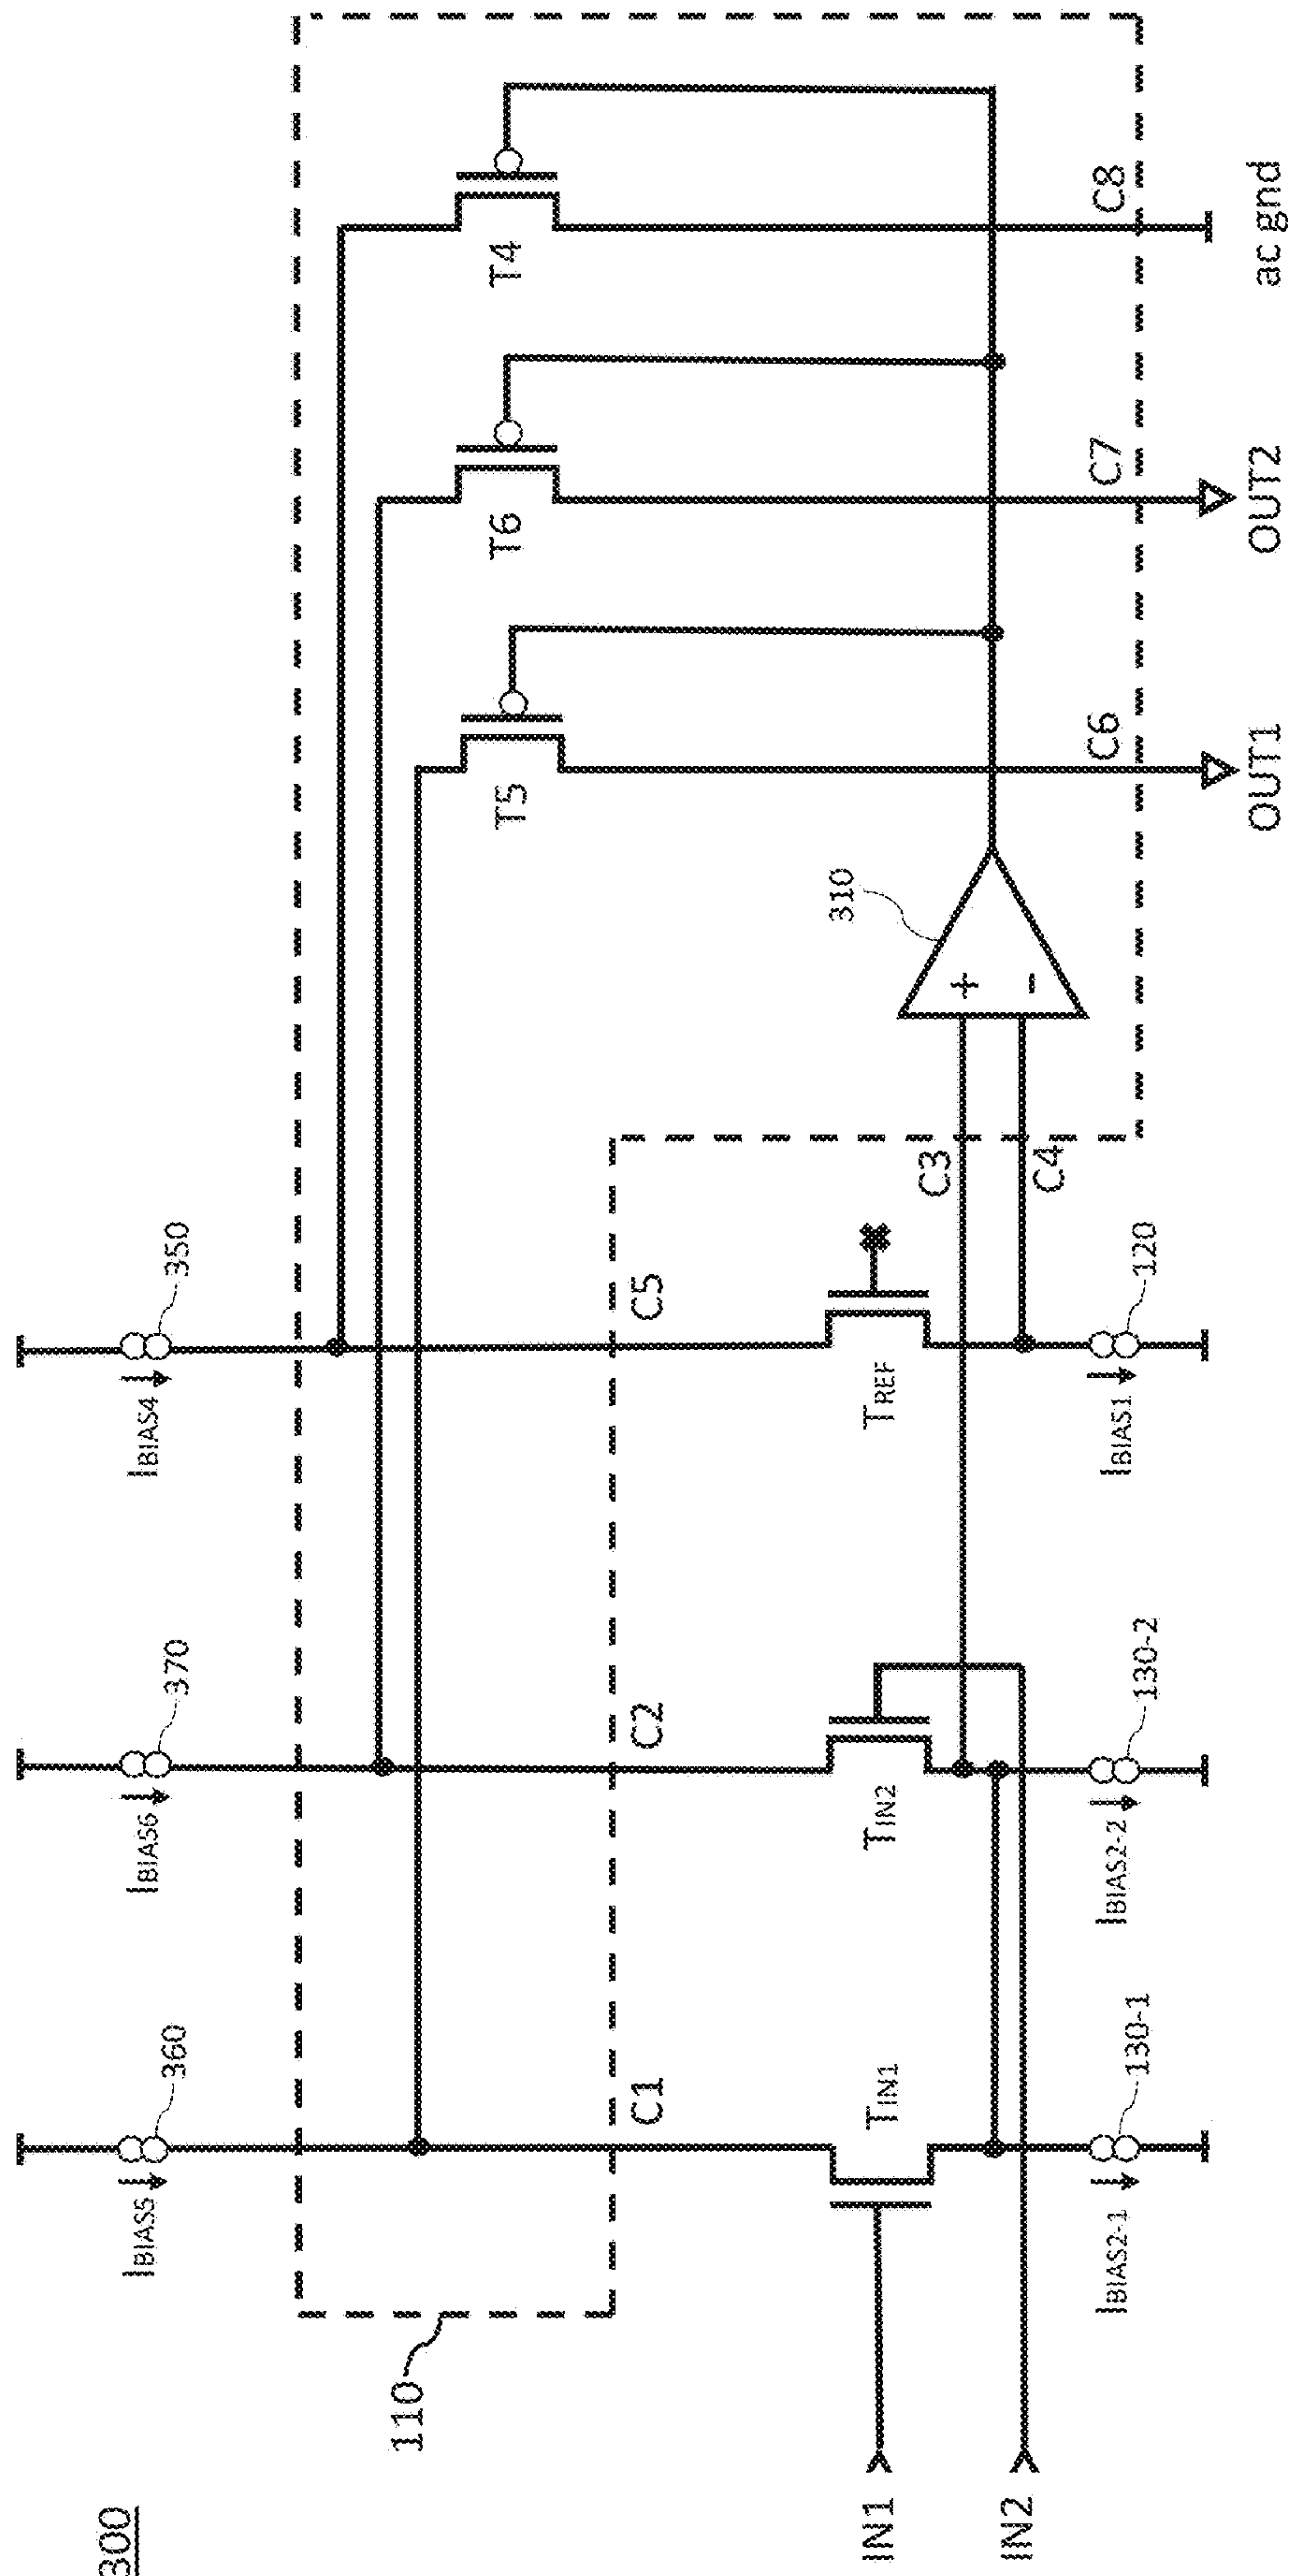 300
110
IBIAS5
360
IBIAS6
370
IBIAS4
350
C1
C2
C5
TIN1
TIN2
TREF
IN1
IN2
IBIAS2-1
130-1
IBIAS2-2
130-2
IBIAS1
120
C3
C4
310
+
-
T5
T6
T4
C6
C7
C8
OUT1
OUT2
ac gnd